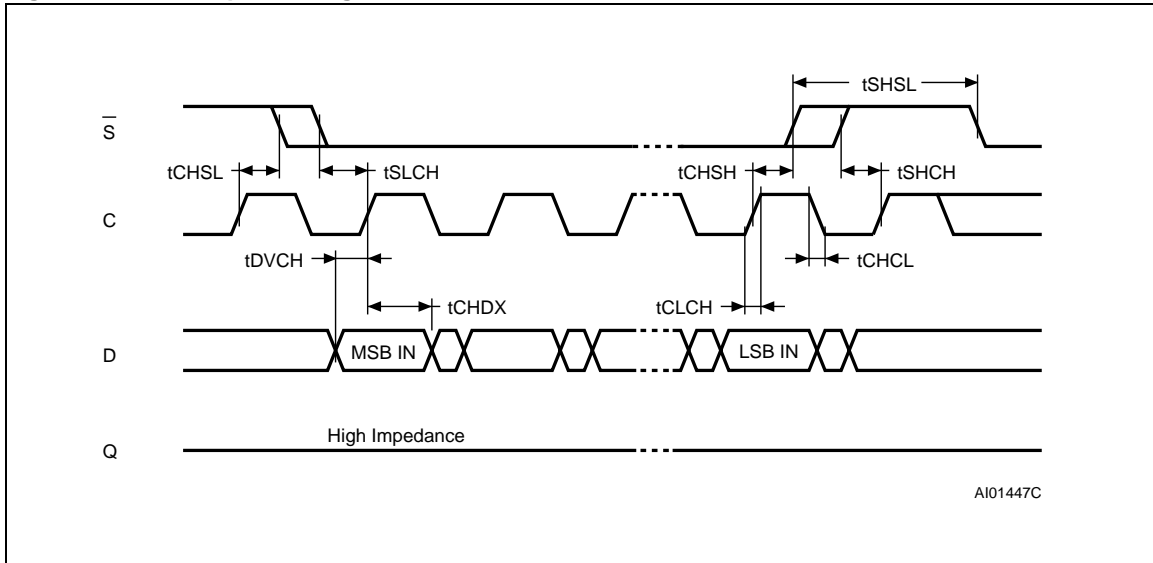 tSHSL
S
tCHSL
tSLCH
tCHSH
tSHCH
C
tDVCH
tCHCL
tCHDX
tCLCH
D
MSB IN
LSB IN
High Impedance
Q
AI01447C